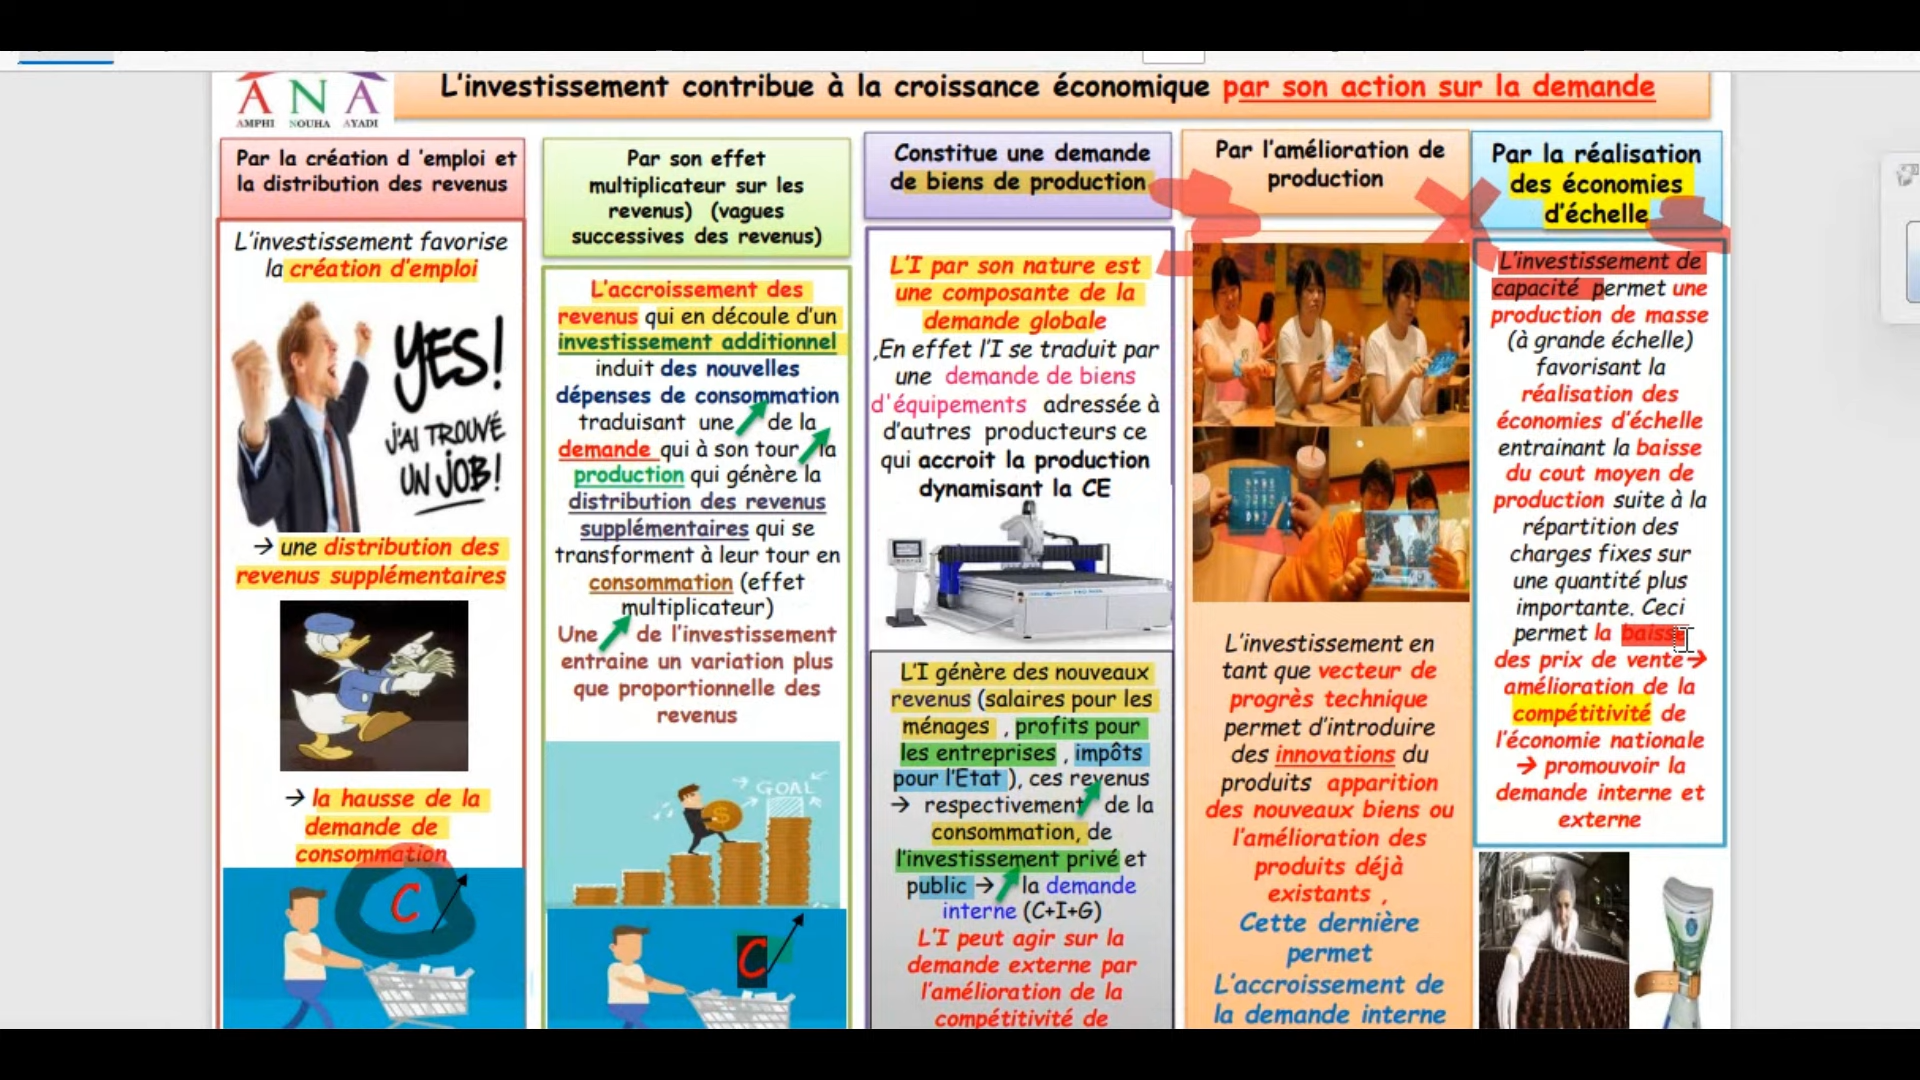 L'investissement contribue à la croissance économique par son action sur la demande
A N A
AMPHI NOUHA AYADI
Par la création d 'emploi et
la distribution des revenus
L'investissement favorise
la création d'emploi
YES!
J'AI TROUVÉ
UN JOB!
→ une distribution des
revenus supplémentaires
→ la hausse de la
demande de
consommation
C
Par son effet
multiplicateur sur les
revenus) (vagues
successives des revenus)
L'accroissement des
revenus qui en découle d'un
investissement additionnel
induit des nouvelles
dépenses de consommation
traduisant une de la
demande qui à son tour la
production qui génère la
distribution des revenus
supplémentaires qui se
transforment à leur tour en
consommation (effet
multiplicateur)
Une de l'investissement
entraine un variation plus
que proportionnelle des
revenus
GOAL
C
Constitue une demande
de biens de production
L'I par son nature est
une composante de la
demande globale
,En effet l'I se traduit par
une demande de biens
d'équipements adressée à
d'autres producteurs ce
qui accroit la production
dynamisant la CE
L'I génère des nouveaux
revenus (salaires pour les
ménages , profits pour
les entreprises , impôts
pour l'Etat ), ces revenus
→ respectivement de la
consommation, de
l'investissement privé et
public → la demande
interne (C+I+G)
L'I peut agir sur la
demande externe par
l'amélioration de la
compétitivité de
Par l'amélioration de
production
L'investissement en
tant que vecteur de
progrès technique
permet d'introduire
des innovations du
produits apparition
des nouveaux biens ou
l'amélioration des
produits déjà
existants ,
Cette dernière
permet
L'accroissement de
la demande interne
Par la réalisation
des économies
d'échelle
L'investissement de
capacité permet une
production de masse
(à grande échelle)
favorisant la
réalisation des
économies d'échelle
entrainant la baisse
du cout moyen de
production suite à la
répartition des
charges fixes sur
une quantité plus
importante. Ceci
permet la baisse
des prix de vente→
amélioration de la
compétitivité de
l'économie nationale
→ promouvoir la
demande interne et
externe